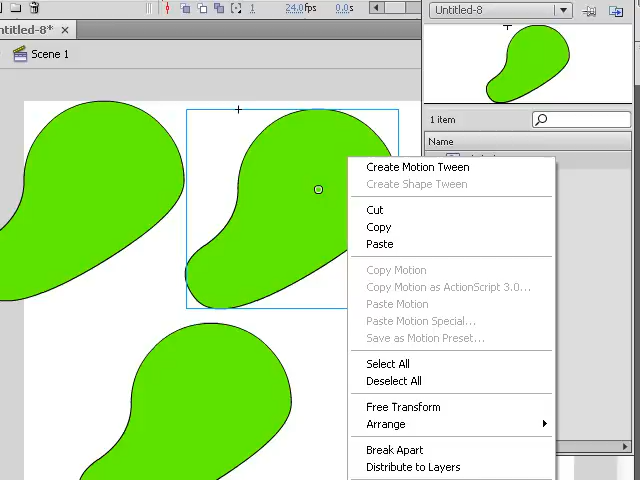 1 24.0fps 0.0s
Untitled-8
ntitled-8* ×
Scene 1
1 item
Name
Create Motion Tween
Create Shape Tween
Cut
Copy
Paste
Copy Motion
Copy Motion as ActionScript 3.0...
Paste Motion
Paste Motion Special...
Save as Motion Preset...
Select All
Deselect All
Free Transform
Arrange
Break Apart
Distribute to Layers